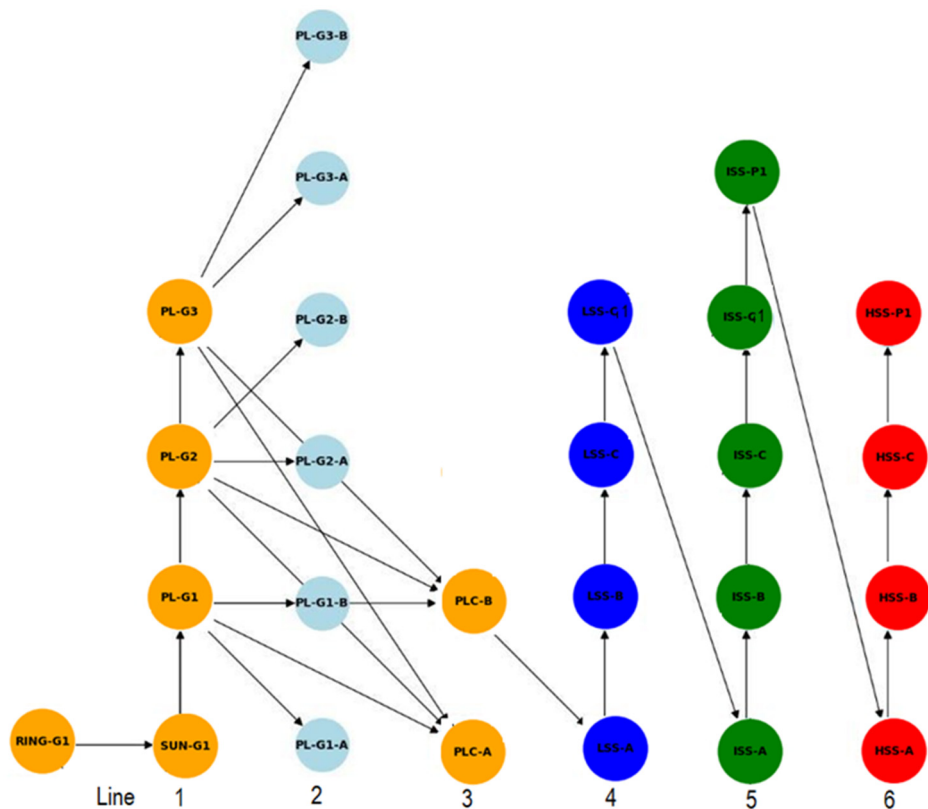 PL-G3-B
PL-G3-A
ISS-P1
PL-G3
PL-G2-B
LSS-G1
ISS-G1
HSS-P1
PL-G2
PL-G2-A
LSS-C
ISS-C
HSS-C
PL-G1
PL-G1-B
PLC-B
LSS-B
ISS-B
HSS-B
RING-G1
SUN-G1
PL-G1-A
PLC-A
LSS-A
ISS-A
HSS-A
Line 1 2 3 4 5 6